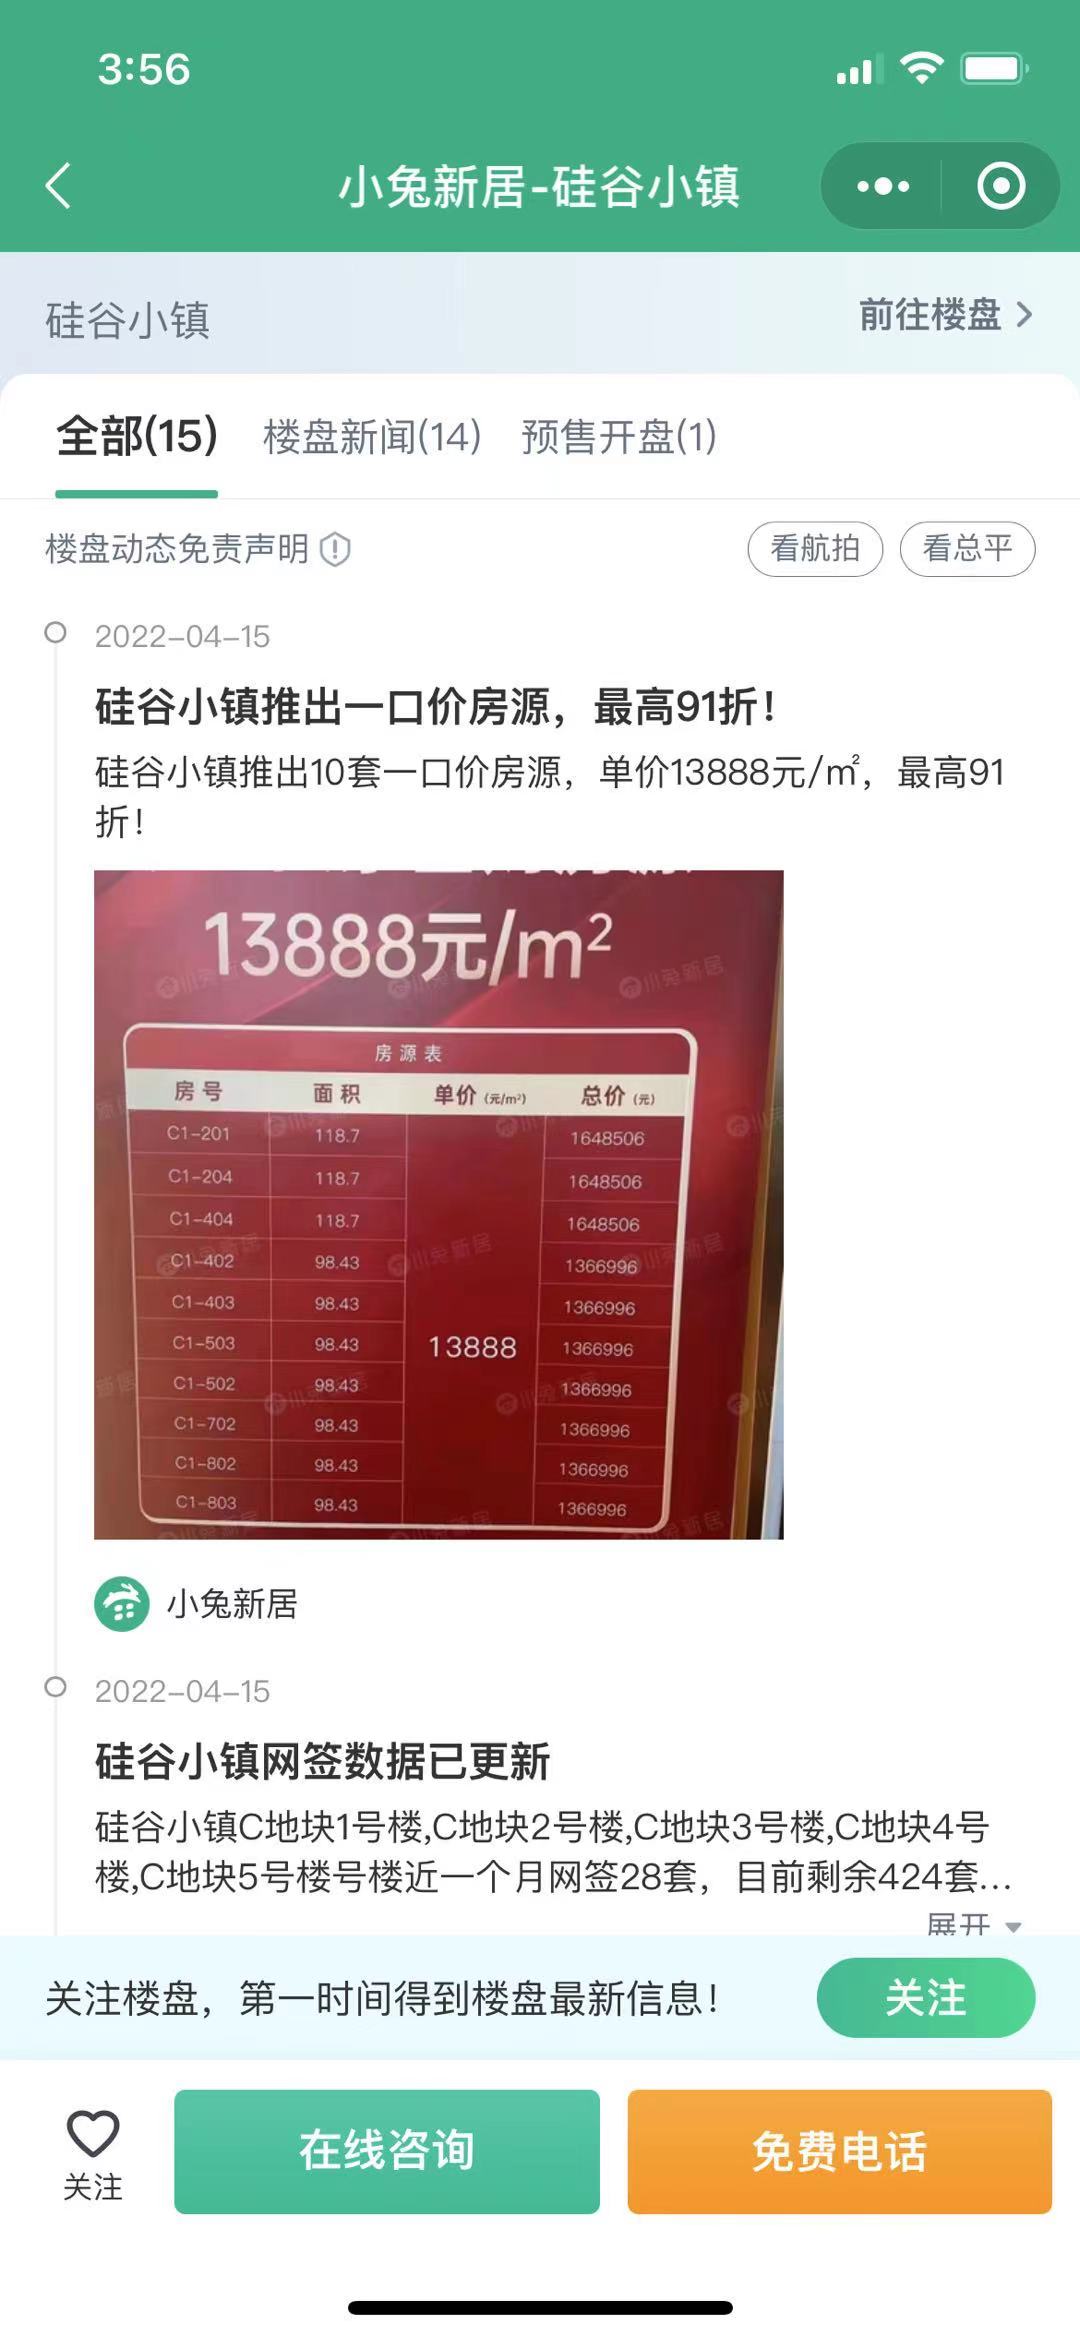 3:56
小兔新居-硅谷小镇
硅谷小镇
前往楼盘
全部(15) 楼盘新闻(14) 预售开盘(1)
楼盘动态免责声明
看航拍 看总平
2022-04-15
硅谷小镇推出一口价房源，最高91折！
硅谷小镇推出10套一口价房源，单价13888元/㎡，最高91
折！
13888元/m²
房源表
房号 面积 单价 (元/m²) 总价 (元)
C1-201 118.7 1648506
C1-204 118.7 1648506
C1-404 118.7 1648506
C1-402 98.43 1366996
C1-403 98.43 1366996
C1-503 98.43 13888 1366996
C1-502 98.43 1366996
C1-702 98.43 1366996
C1-802 98.43 1366996
C1-803 98.43 1366996
小兔新居
2022-04-15
硅谷小镇网签数据已更新
硅谷小镇C地块1号楼,C地块2号楼,C地块3号楼,C地块4号
楼,C地块5号楼号楼近一个月网签28套，目前剩余424套...
展开
关注楼盘，第一时间得到楼盘最新信息！
关注
关注
在线咨询
免费电话